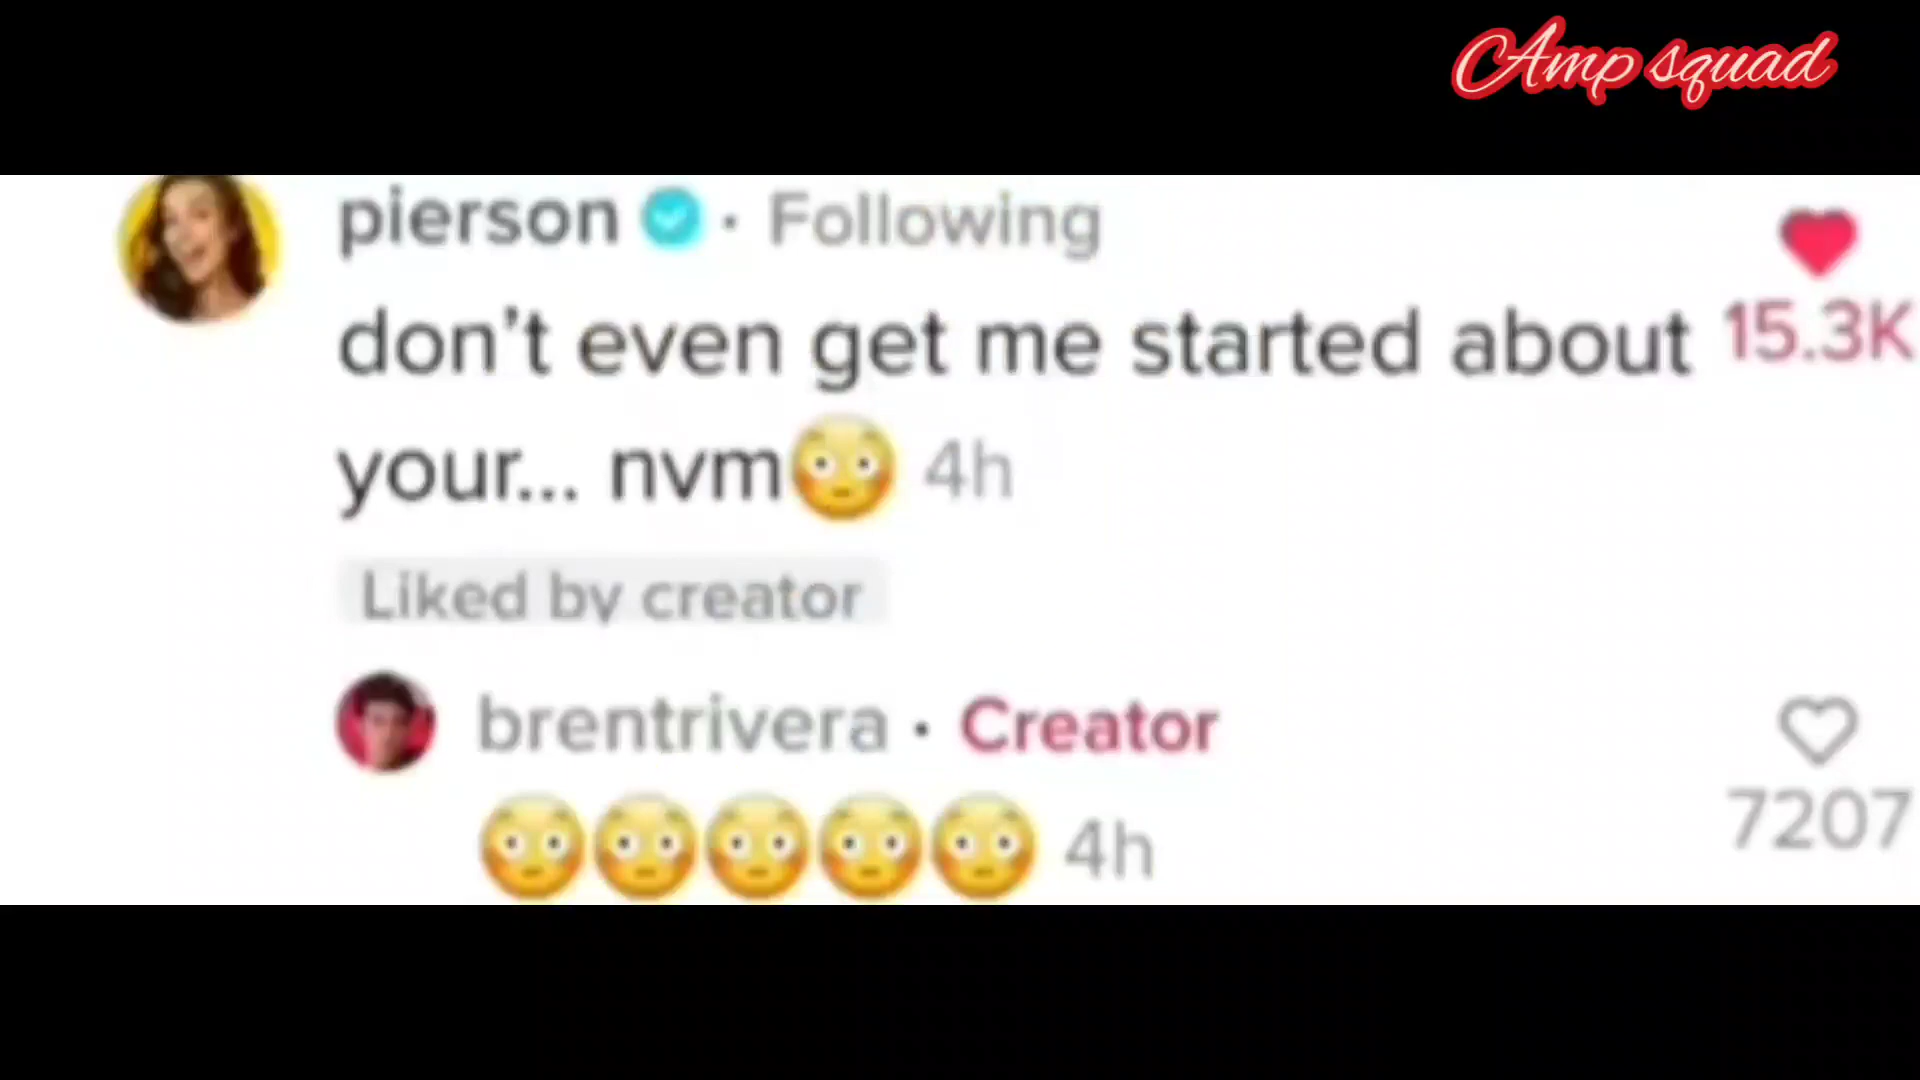 Amp squad
pierson · Following
don't even get me started about 15.3K
your... nvm😳 4h
Liked by creator
brentrivera · Creator
😳😳😳😳😳 4h
7207